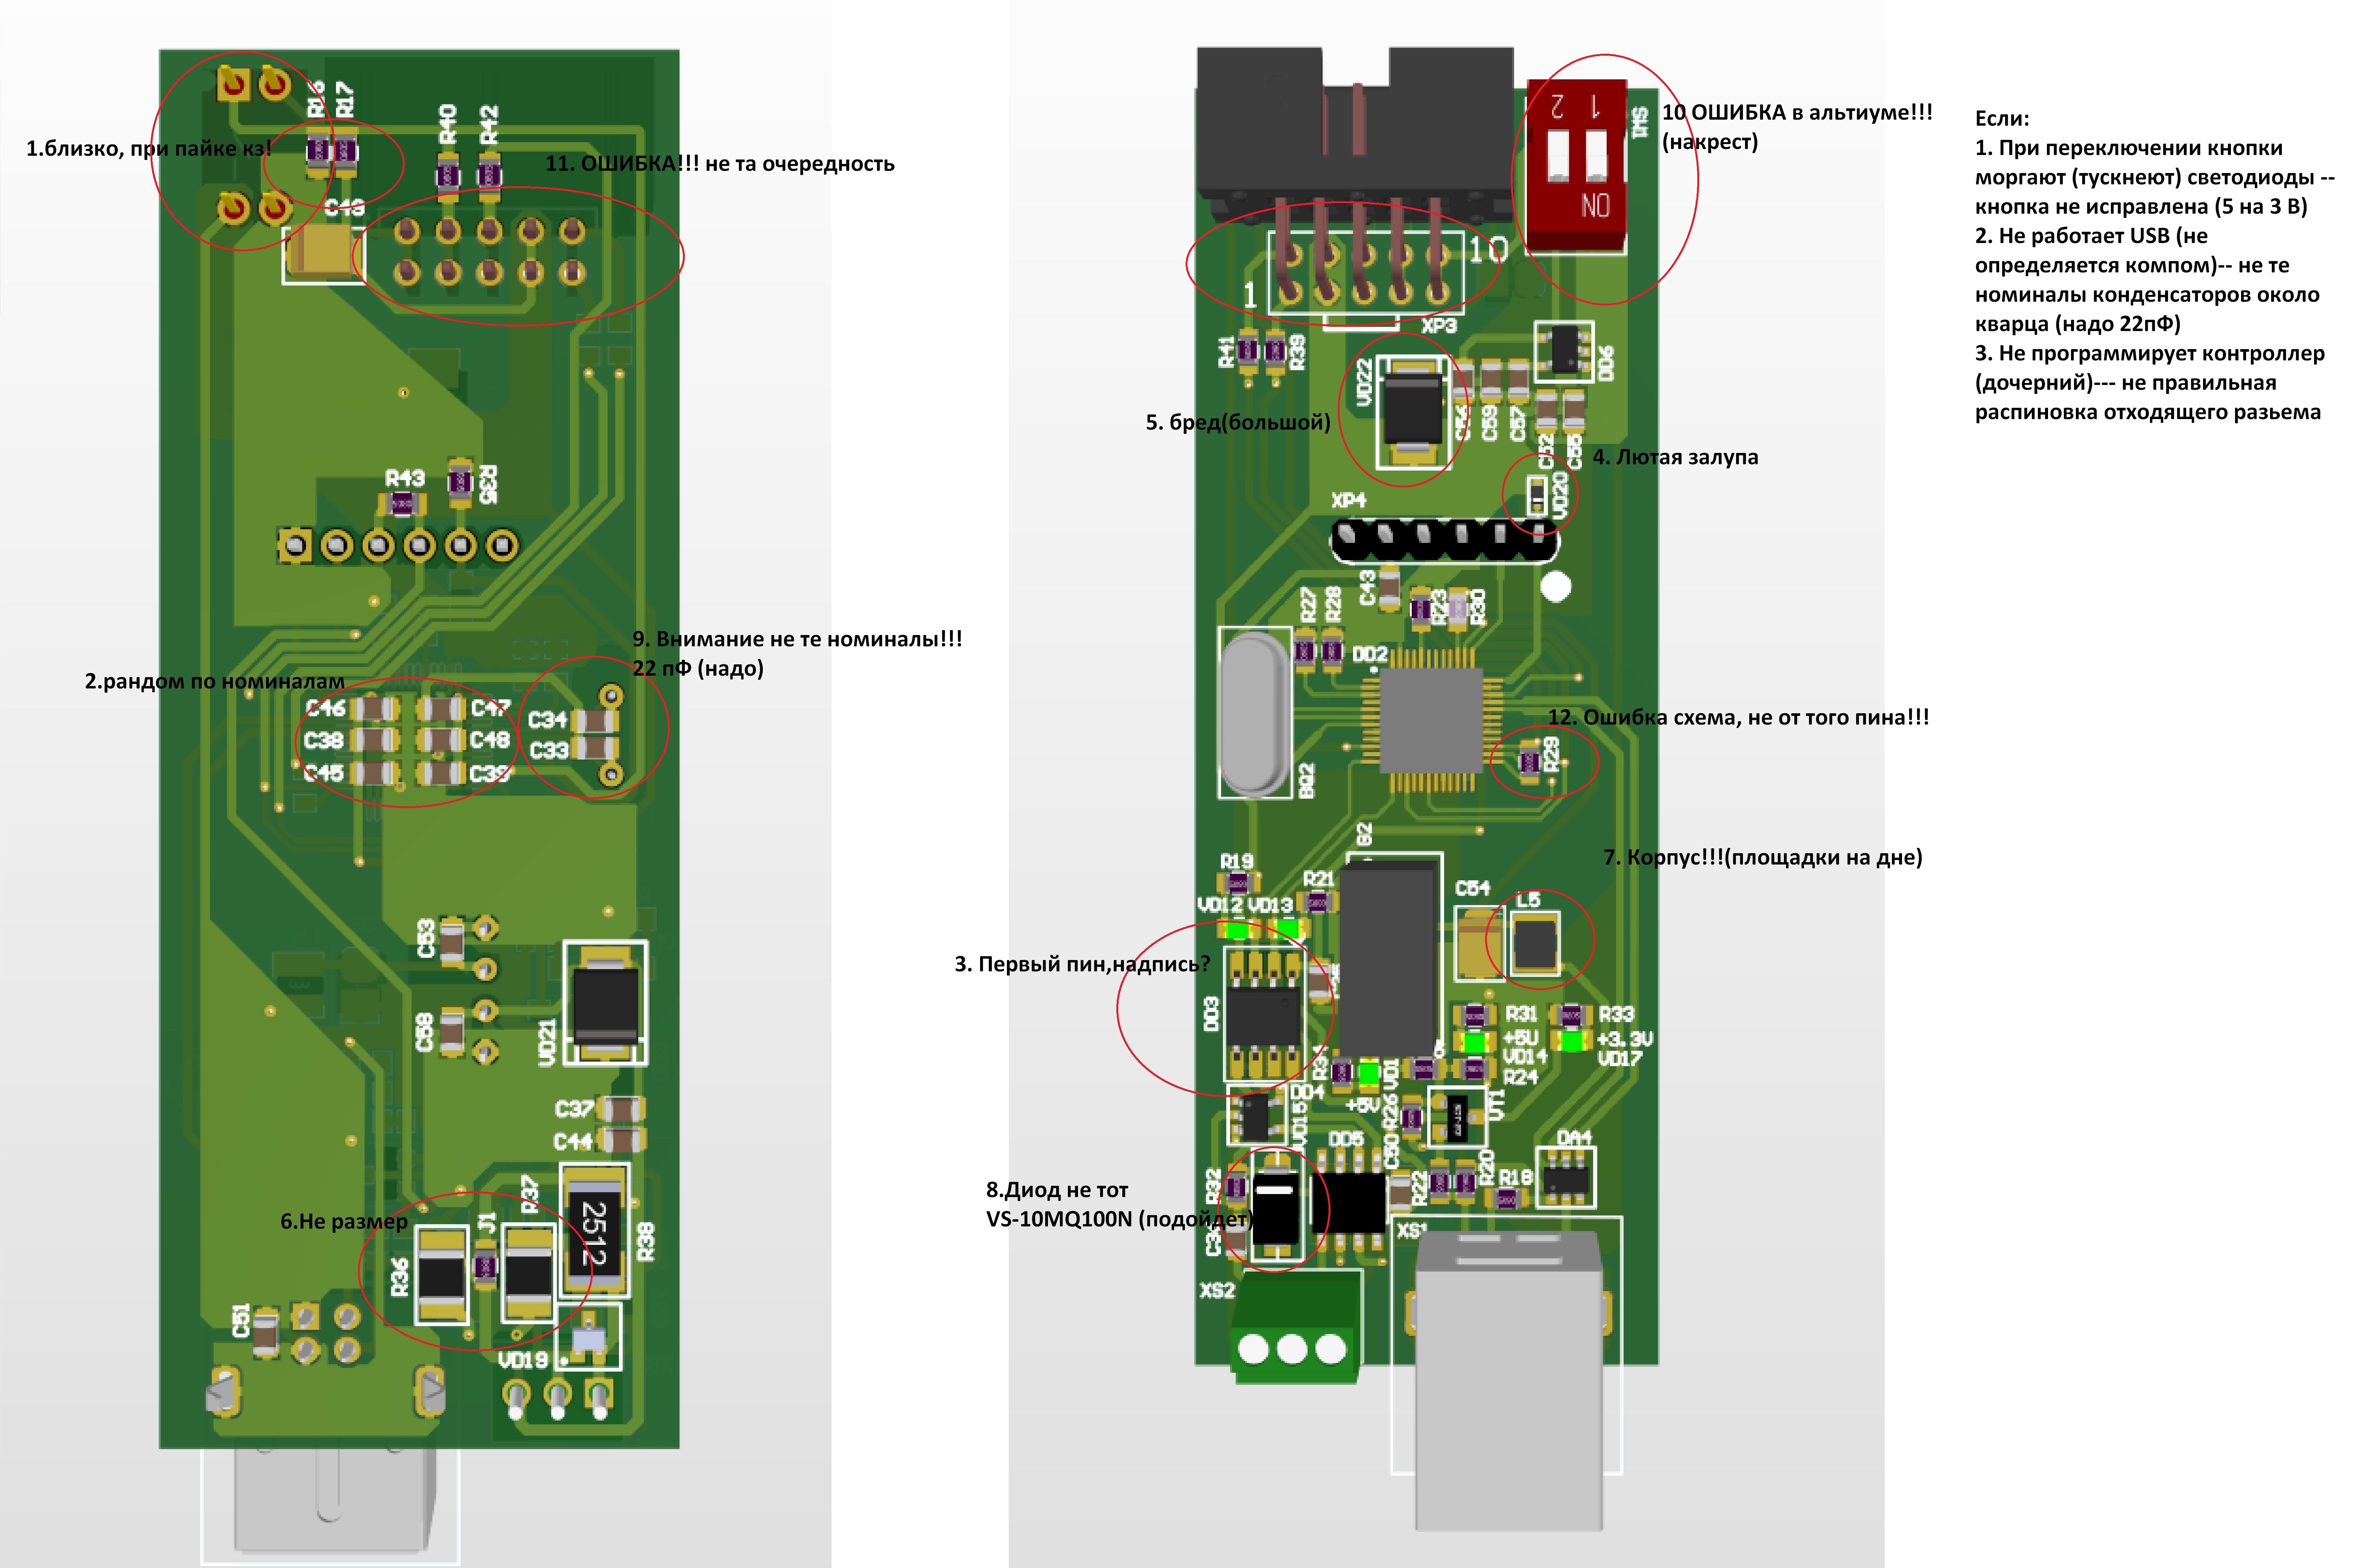 R16
R17
R40
R42
1.близко, при пайке кз!
11. ОШИБКА!!! не та очередность
C49
R43
R35
9. Внимание не те номиналы!!!
22 пФ (надо)
2.рандом по номиналам
C46
C47
C34
C38
C48
C33
C45
C39
C53
C58
VD21
C37
C44
R37
6.Не размер
J1
2512
R38
R36
C51
VD19
2 1
ON
SW1
10 ОШИБКА в альтиуме!!!
(накрест)
10
1
XP3
R41
R39
VD22
DD6
C56
C59
C57
5. бред(большой)
C52
C55
4. Лютая залупа
XP4
VD20
C43
R27
R28
R23
R30
DD2
12. Ошибка схема, не от того пина!!!
R29
BQ2
G2
7. Корпус!!!(площадки на дне)
R19
R21
C54
L5
VD12
VD13
3. Первый пин,надпись?
DD3
R31
R33
+5V
+3.3V
VD14
VD17
R24
DD4
+5V
VD15
R26
VT1
DD5
C50
DA4
R32
R22
R20
R18
8.Диод не тот
VS-10MQ100N (подойдет)
XS1
XS2
Если:
1. При переключении кнопки
моргают (тускнеют) светодиоды --
кнопка не исправлена (5 на 3 В)
2. Не работает USB (не
определяется компом)-- не те
номиналы конденсаторов около
кварца (надо 22пФ)
3. Не программирует контроллер
(дочерний)--- не правильная
распиновка отходящего разьема